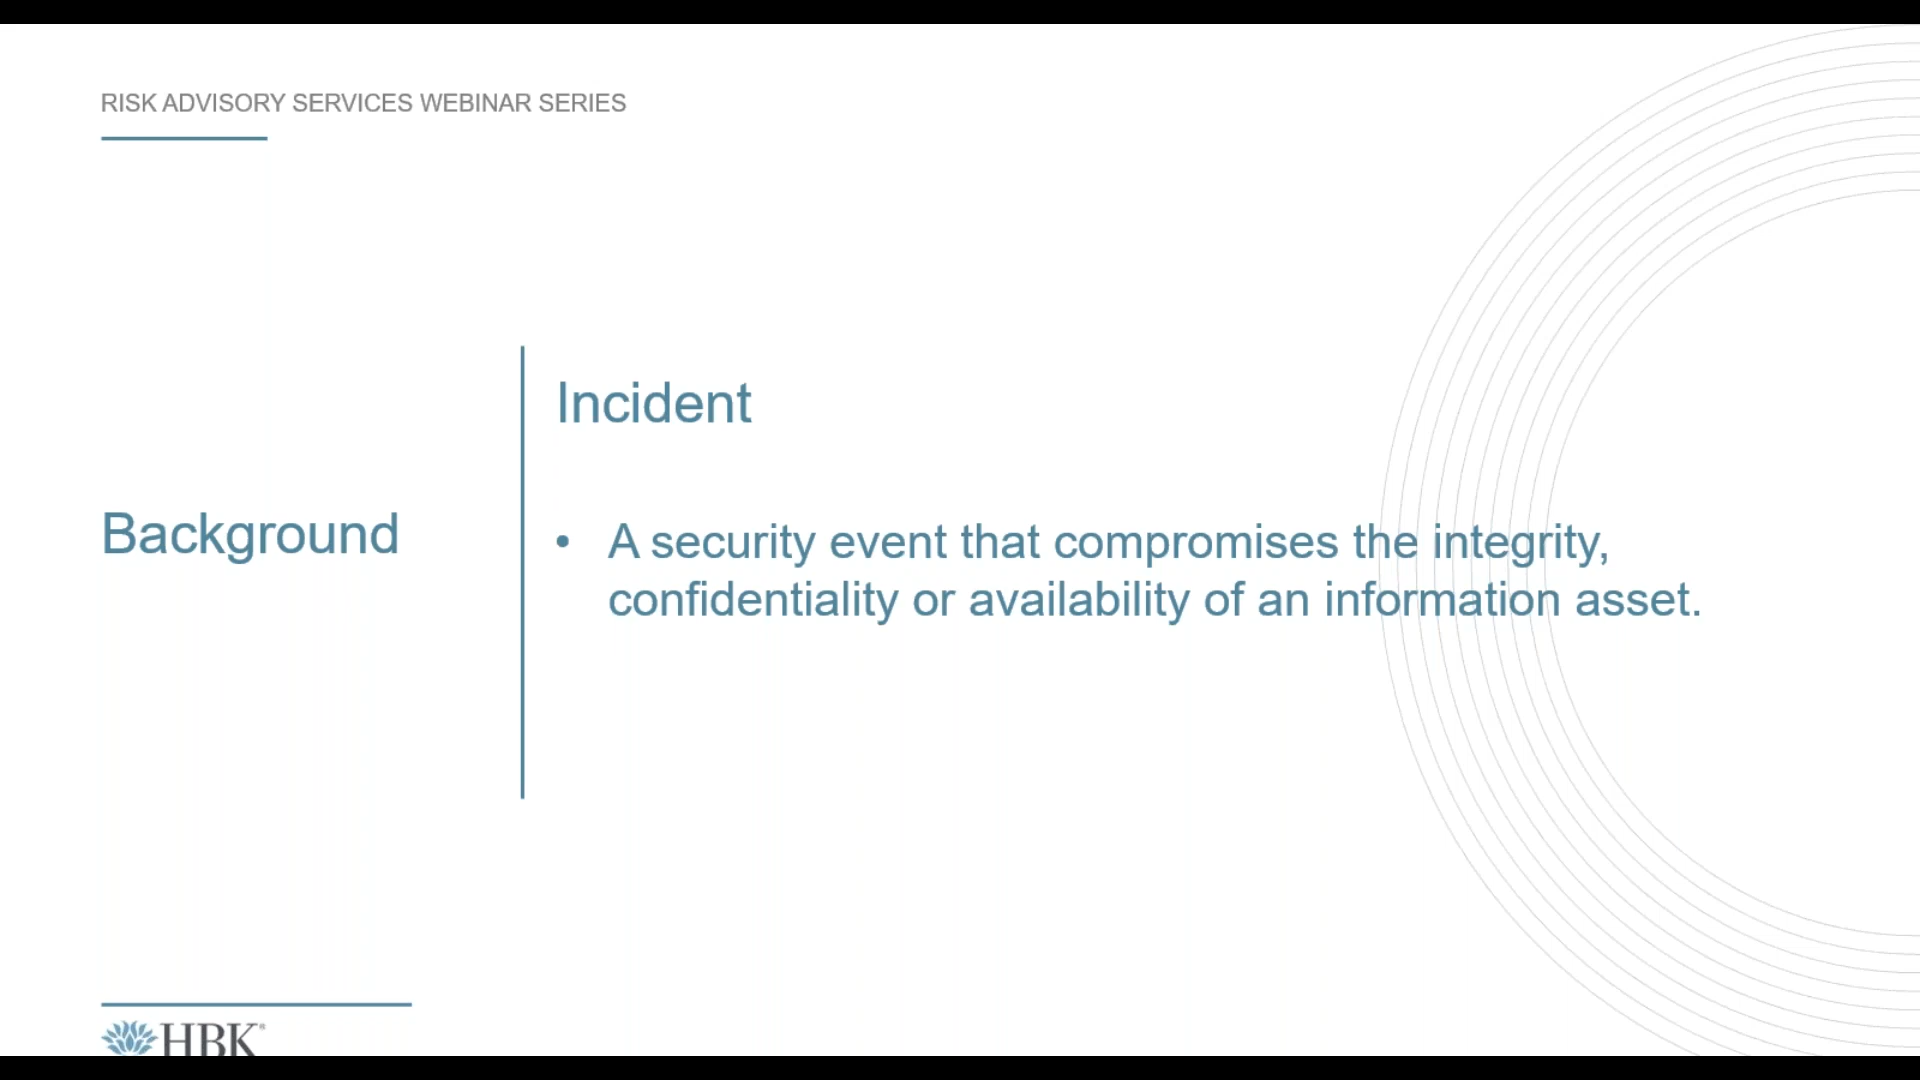 RISK ADVISORY SERVICES WEBINAR SERIES
Background
Incident
• A security event that compromises the integrity,
confidentiality or availability of an information asset.
HBK®